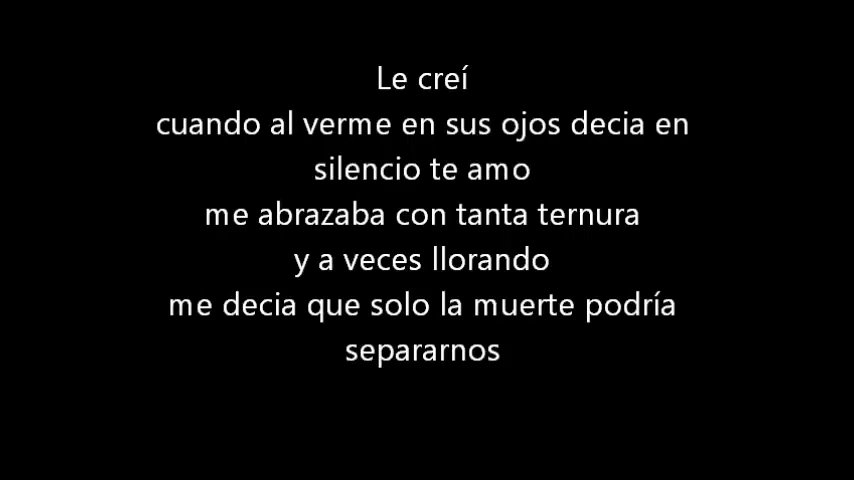 Le creí
cuando al verme en sus ojos decia en
silencio te amo
me abrazaba con tanta ternura
y a veces llorando
me decia que solo la muerte podría
separarnos